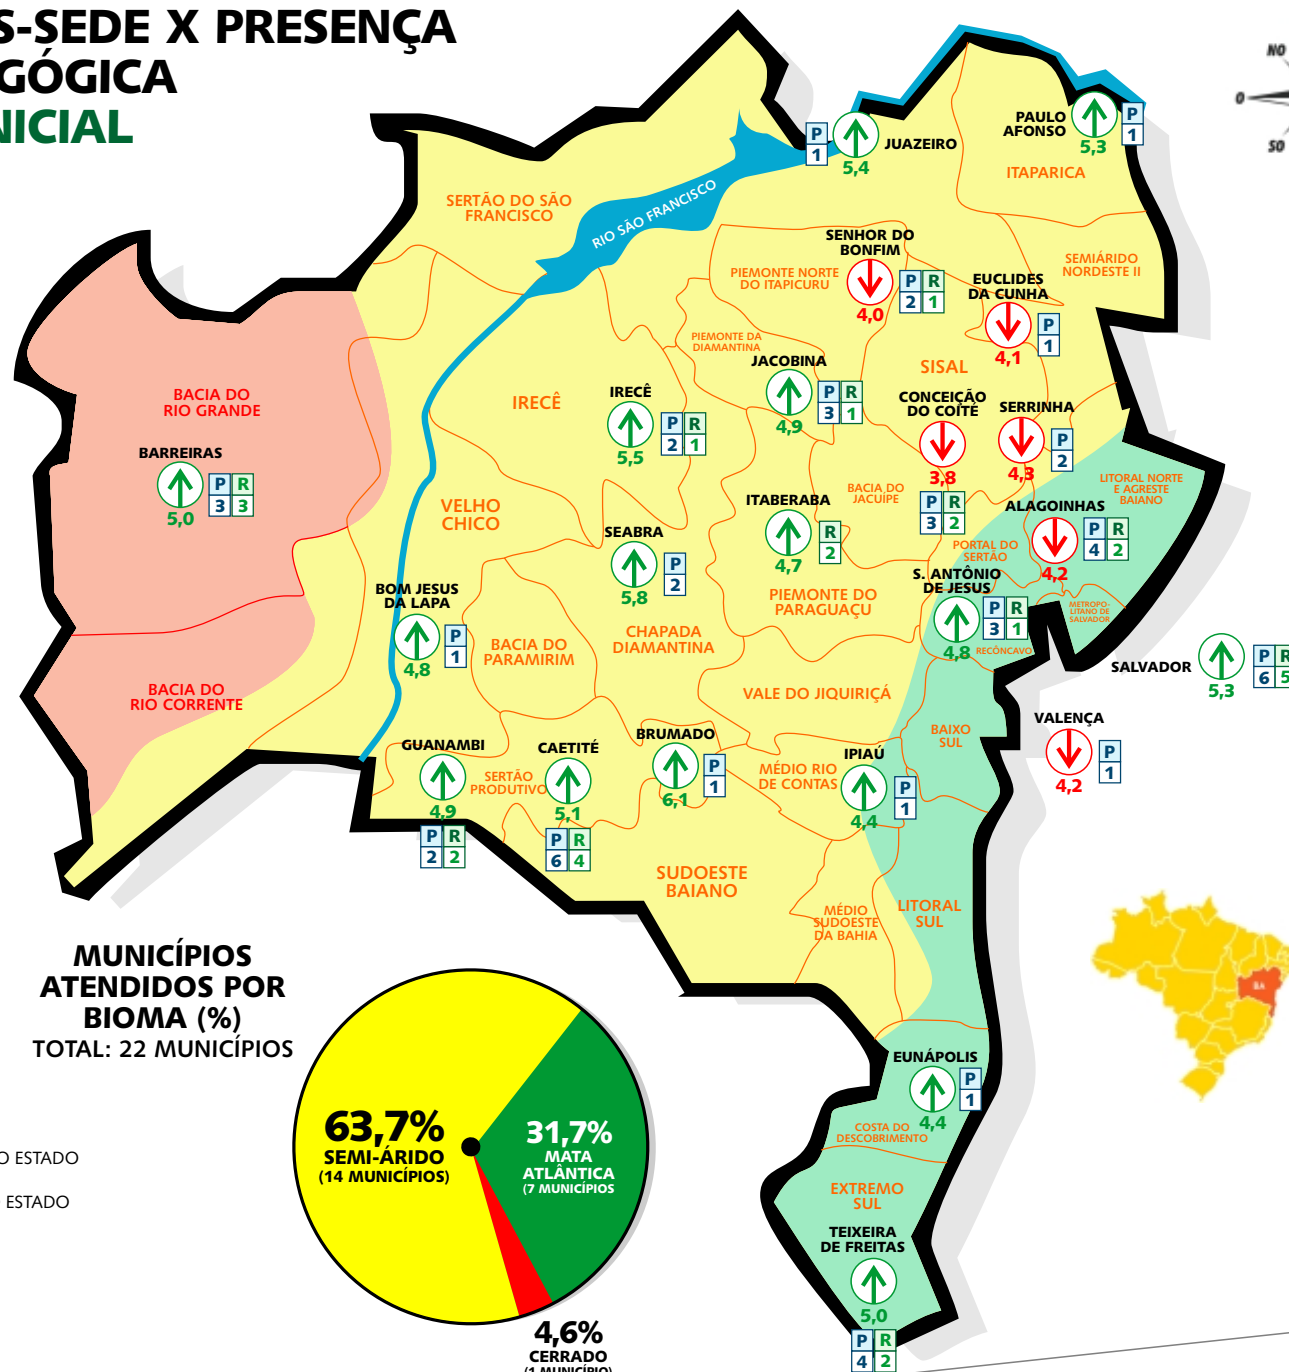 S-SEDE X PRESENÇA
GÓGICA
NICIAL
NO
O
SO
PAULO
AFONSO
5,3
P
1
ITAPARICA
P
1
JUAZEIRO
5,4
SERTÃO DO SÃO
FRANCISCO
RIO SÃO FRANCISCO
SENHOR DO
BONFIM
4,0
P R
2 1
PIEMONTE NORTE
DO ITAPICURU
SEMIÁRIDO
NORDESTE II
EUCLIDES
DA CUNHA
4,1
P
1
PIEMONTE DA
DIAMANTINA
JACOBINA
4,9
P R
3 1
SISAL
BACIA DO
RIO GRANDE
BARREIRAS
5,0
P R
3 3
IRECÊ
IRECÊ
5,5
P R
2 1
CONCEIÇÃO
DO COITÉ
3,8
P R
3 2
SERRINHA
4,3
P
2
LITORAL NORTE
E AGRESTE
BAIANO
VELHO
CHICO
ITABERABA
4,7
R
2
BACIA DO
JACUÍPE
ALAGOINHAS
4,2
P R
4 2
SEABRA
5,8
P
2
PORTAL DO
SERTÃO
S. ANTÔNIO
DE JESUS
4,8
P R
3 1
RECÔNCAVO
METROPO-
LITANO DE
SALVADOR
BOM JESUS
DA LAPA
4,8
P
1
PIEMONTE DO
PARAGUAÇU
BACIA DO
PARAMIRIM
CHAPADA
DIAMANTINA
SALVADOR
5,3
P R
6 5
BACIA DO
RIO CORRENTE
VALE DO JIQUIRIÇÁ
BAIXO
SUL
VALENÇA
4,2
P
1
GUANAMBI
4,9
P R
2 2
SERTÃO
PRODUTIVO
CAETITÉ
5,1
P R
6 4
BRUMADO
6,1
P
1
MÉDIO RIO
DE CONTAS
IPIAÚ
4,4
P
1
SUDOESTE
BAIANO
MÉDIO
SUDOESTE
DA BAHIA
LITORAL
SUL
BA
MUNICÍPIOS
ATENDIDOS POR
BIOMA (%)
TOTAL: 22 MUNICÍPIOS
63,7%
SEMI-ÁRIDO
(14 MUNICÍPIOS)
31,7%
MATA
ATLÂNTICA
(7 MUNICÍPIOS
4,6%
CERRADO
(1 MUNICÍPIO)
O ESTADO
ESTADO
EUNÁPOLIS
4,4
P
1
COSTA DO
DESCOBRIMENTO
EXTREMO
SUL
TEIXEIRA
DE FREITAS
5,0
P R
4 2